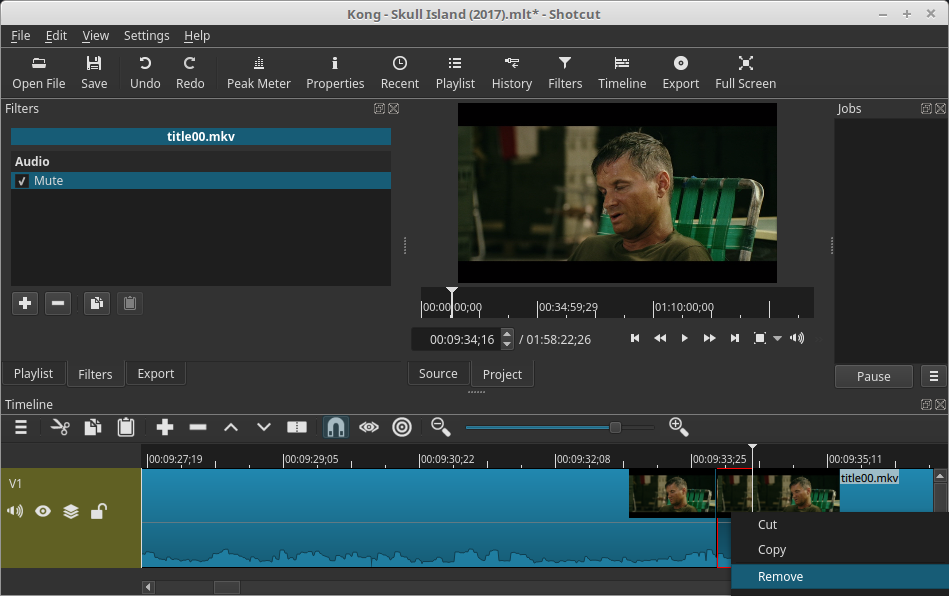 Kong - Skull Island (2017).mlt* - Shotcut
File Edit View Settings Help
Open File Save Undo Redo Peak Meter Properties Recent Playlist History Filters Timeline Export Full Screen
Filters
title00.mkv
Audio
Mute
Jobs
00:00:00;00 00:34:59;29 01:10:00;00
00:09:34;16 / 01:58:22;26
Playlist Filters Export
Source Project
Pause
Timeline
00:09:27;19 00:09:29;05 00:09:30;22 00:09:32;08 00:09:33;25 00:09:35;11
V1
title00.mkv
Cut
Copy
Remove